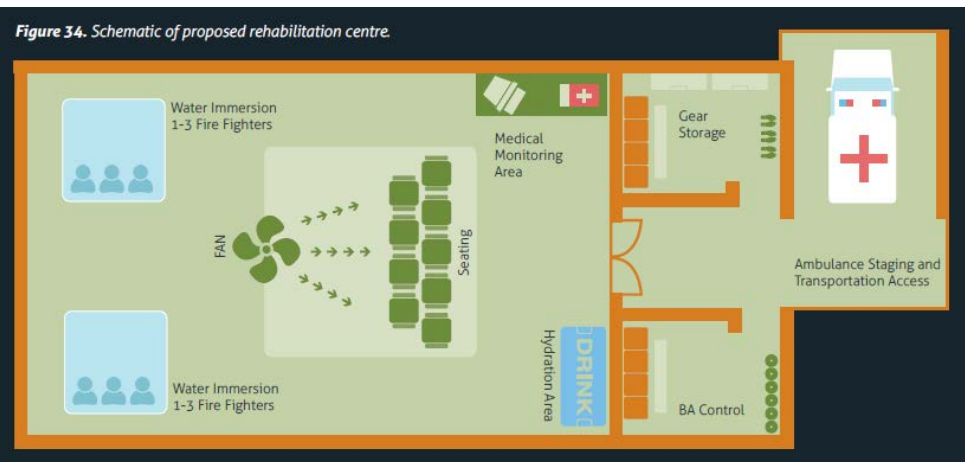 Figure 34. Schematic of proposed rehabilitation centre.
Water Immersion
1-3 Fire Fighters
Medical
Monitoring
Area
Gear
Storage
FAN
Seating
Ambulance Staging and
Transportation Access
Hydration Area
DRINK
Water Immersion
1-3 Fire Fighters
BA Control